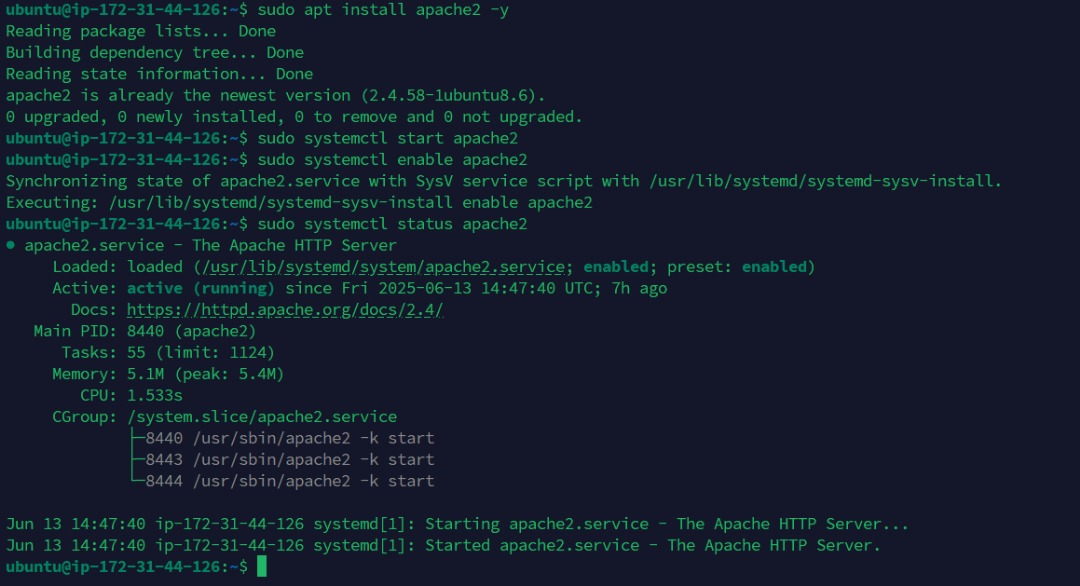 ubuntu@ip-172-31-44-126:~$ sudo apt install apache2 -y
Reading package lists... Done
Building dependency tree... Done
Reading state information... Done
apache2 is already the newest version (2.4.58-1ubuntu8.6).
0 upgraded, 0 newly installed, 0 to remove and 0 not upgraded.
ubuntu@ip-172-31-44-126:~$ sudo systemctl start apache2
ubuntu@ip-172-31-44-126:~$ sudo systemctl enable apache2
Synchronizing state of apache2.service with SysV service script with /usr/lib/systemd/systemd-sysv-install.
Executing: /usr/lib/systemd/systemd-sysv-install enable apache2
ubuntu@ip-172-31-44-126:~$ sudo systemctl status apache2
● apache2.service - The Apache HTTP Server
     Loaded: loaded (/usr/lib/systemd/system/apache2.service; enabled; preset: enabled)
     Active: active (running) since Fri 2025-06-13 14:47:40 UTC; 7h ago
       Docs: https://httpd.apache.org/docs/2.4/
   Main PID: 8440 (apache2)
      Tasks: 55 (limit: 1124)
     Memory: 5.1M (peak: 5.4M)
        CPU: 1.533s
     CGroup: /system.slice/apache2.service
             ├─8440 /usr/sbin/apache2 -k start
             ├─8443 /usr/sbin/apache2 -k start
             └─8444 /usr/sbin/apache2 -k start
Jun 13 14:47:40 ip-172-31-44-126 systemd[1]: Starting apache2.service - The Apache HTTP Server...
Jun 13 14:47:40 ip-172-31-44-126 systemd[1]: Started apache2.service - The Apache HTTP Server.
ubuntu@ip-172-31-44-126:~$